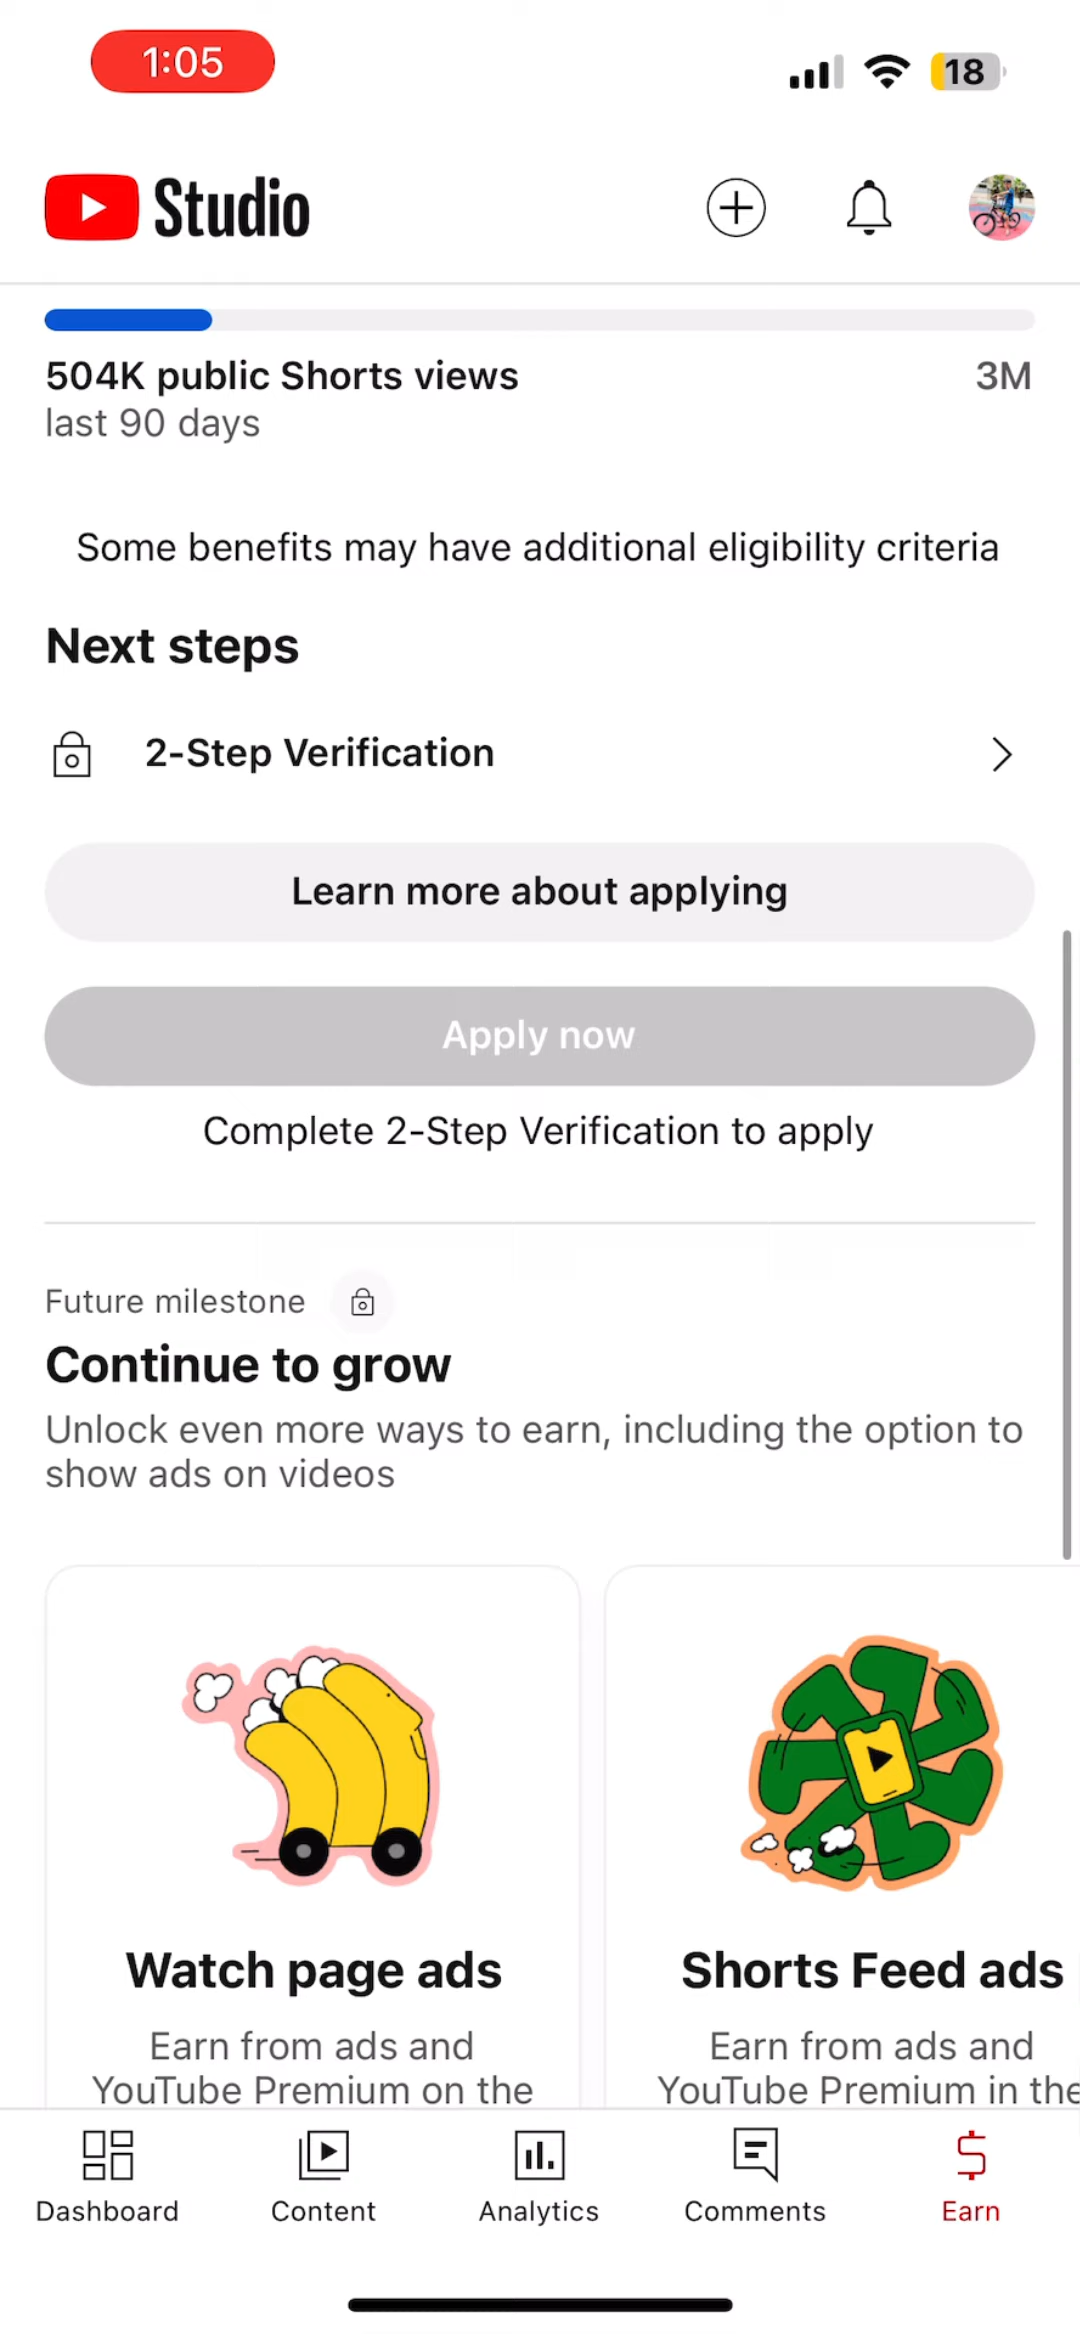 1:05
18
Studio
504K public Shorts views
3M
last 90 days
Some benefits may have additional eligibility criteria
Next steps
2-Step Verification
Learn more about applying
Apply now
Complete 2-Step Verification to apply
Future milestone
Continue to grow
Unlock even more ways to earn, including the option to
show ads on videos
Watch page ads
Earn from ads and
YouTube Premium on the
Shorts Feed ads
Earn from ads and
YouTube Premium in the
Dashboard
Content
Analytics
Comments
Earn